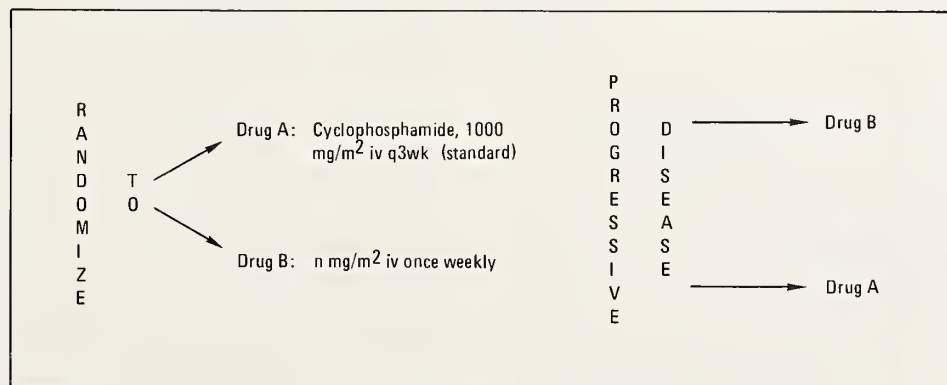 RANDOMIZE
TO
Drug A: Cyclophosphamide, 1000
mg/m² iv q3wk (standard)
Drug B: n mg/m² iv once weekly
PROGRESSIVE
DISEASE
Drug B
Drug A